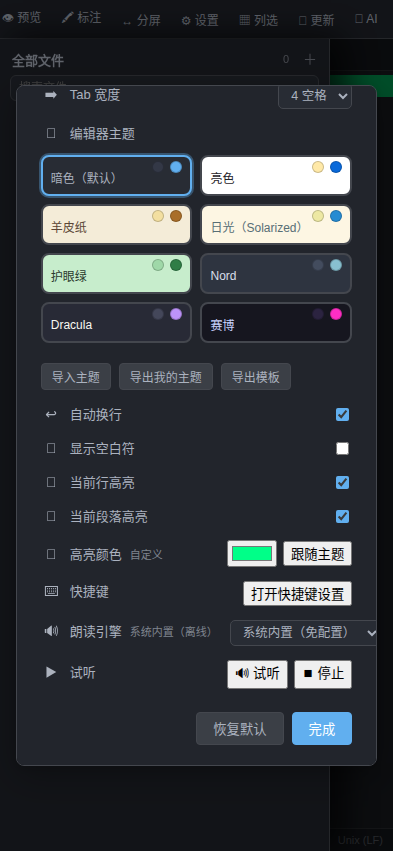 预览 标注 分屏 设置 列选 更新 AI
全部文件 0
Tab 宽度 4 空格
编辑器主题
暗色（默认） 亮色
羊皮纸 日光（Solarized）
护眼绿 Nord
Dracula 赛博
导入主题 导出我的主题 导出模板
自动换行
显示空白符
当前行高亮
当前段落高亮
高亮颜色 自定义 跟随主题
快捷键 打开快捷键设置
朗读引擎 系统内置（离线） 系统内置（免配置）
试听 试听 停止
恢复默认 完成
Unix (LF)